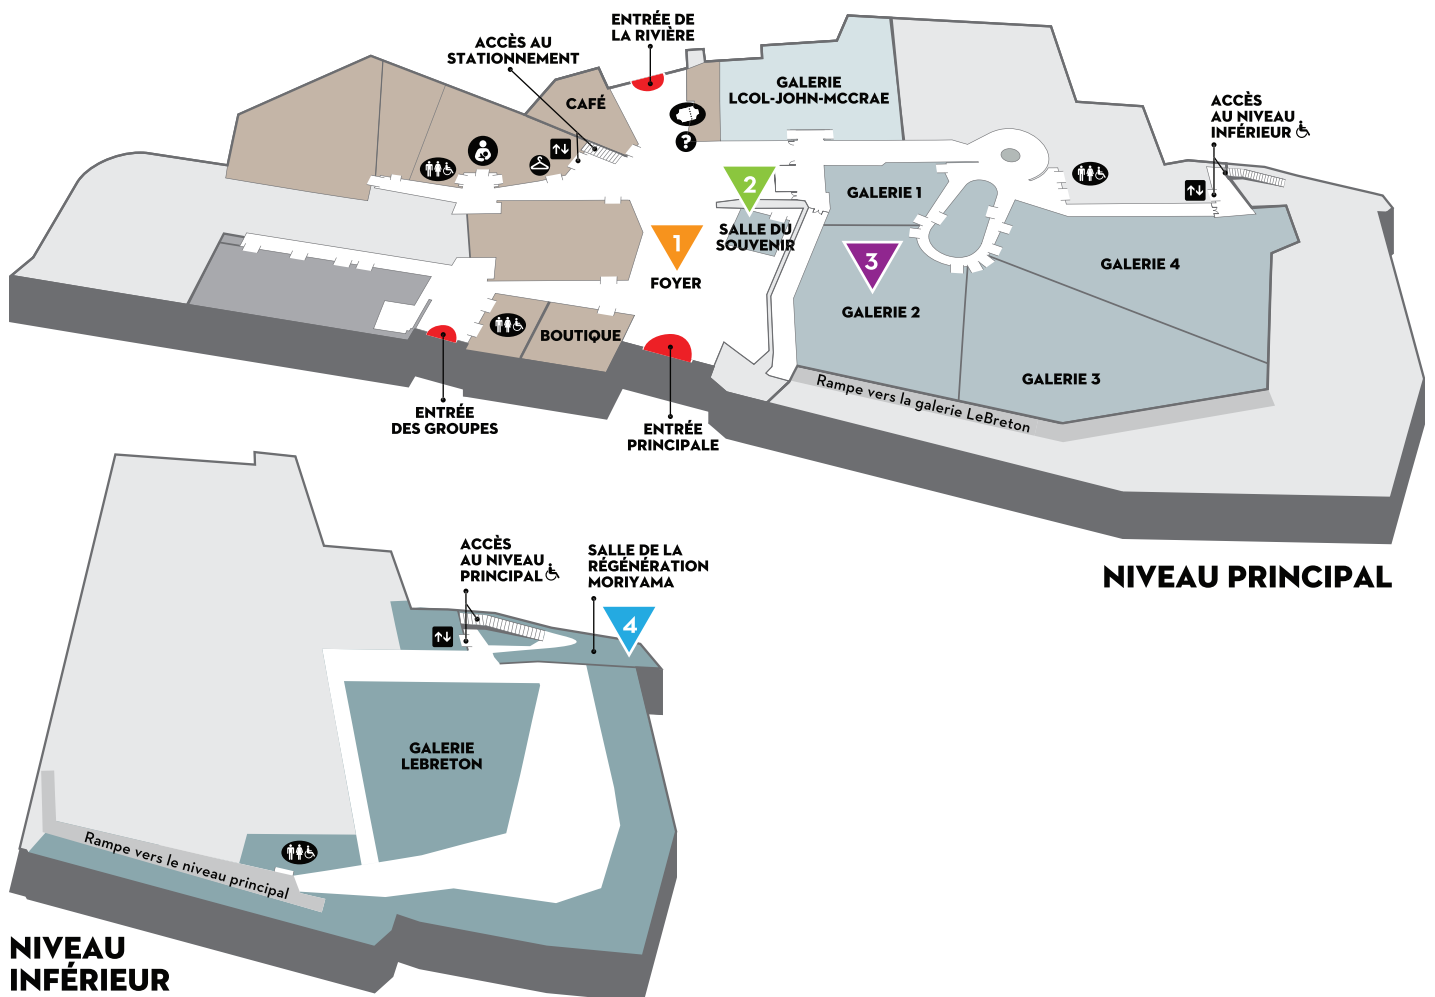 ENTRÉE DE
LA RIVIÈRE
ACCÈS AU
STATIONNEMENT
CAFÉ
GALERIE
LCOL-JOHN-MCCRAE
ACCÈS
AU NIVEAU
INFÉRIEUR
?
2
SALLE DU
SOUVENIR
GALERIE 1
1
FOYER
3
GALERIE 2
GALERIE 4
GALERIE 3
BOUTIQUE
Rampe vers la galerie LeBreton
ENTRÉE
DES GROUPES
ENTRÉE
PRINCIPALE
NIVEAU PRINCIPAL
ACCÈS
AU NIVEAU
PRINCIPAL
SALLE DE LA
RÉGÉNÉRATION
MORIYAMA
4
GALERIE
LEBRETON
Rampe vers le niveau principal
NIVEAU
INFÉRIEUR